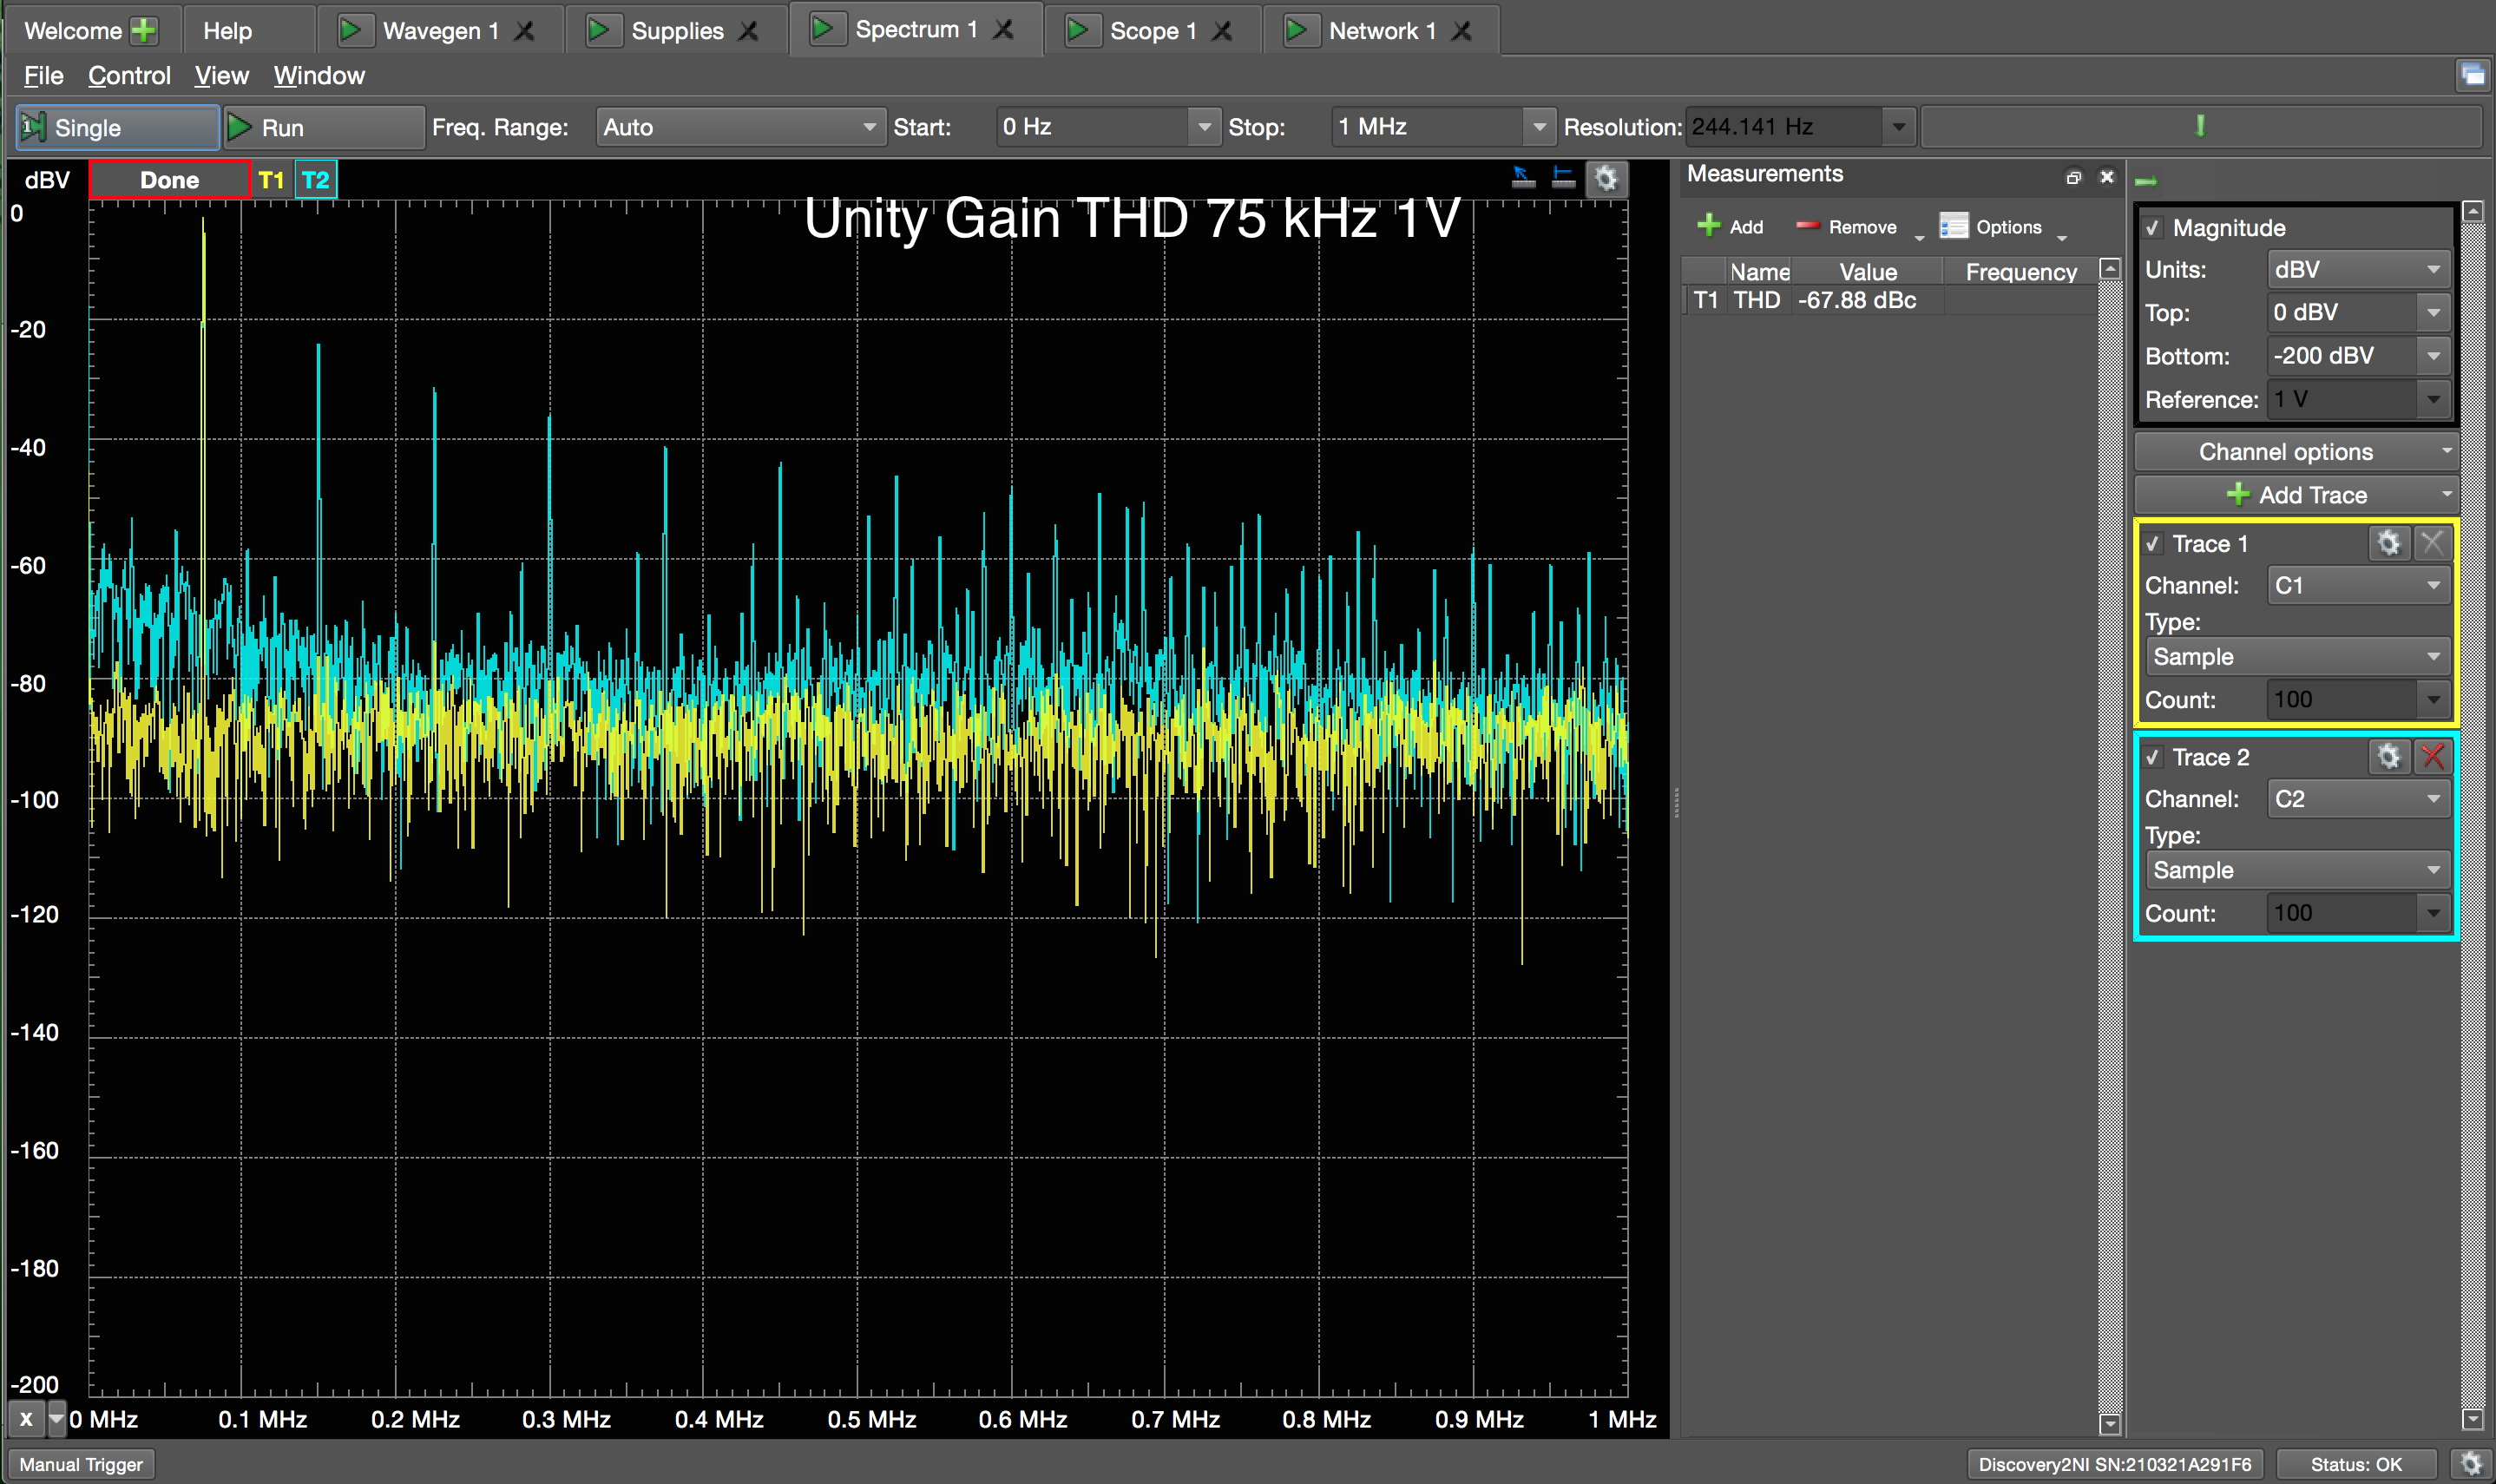 Welcome Help Wavegen 1 Supplies Spectrum 1 Scope 1 Network 1
File Control View Window
Single Run Freq. Range: Auto Start: 0 Hz Stop: 1 MHz Resolution: 244.141 Hz
dBV Done T1 T2
Unity Gain THD 75 kHz 1V
0
-20
-40
-60
-80
-100
-120
-140
-160
-180
-200
X 0 MHz 0.1 MHz 0.2 MHz 0.3 MHz 0.4 MHz 0.5 MHz 0.6 MHz 0.7 MHz 0.8 MHz 0.9 MHz 1 MHz
Measurements
Add Remove Options
Name Value Frequency
T1 THD -67.88 dBc
Magnitude
Units: dBV
Top: 0 dBV
Bottom: -200 dBV
Reference: 1 V
Channel options
Add Trace
Trace 1
Channel: C1
Type:
Sample
Count: 100
Trace 2
Channel: C2
Type:
Sample
Count: 100
Manual Trigger Discovery2NI SN:210321A291F6 Status: OK